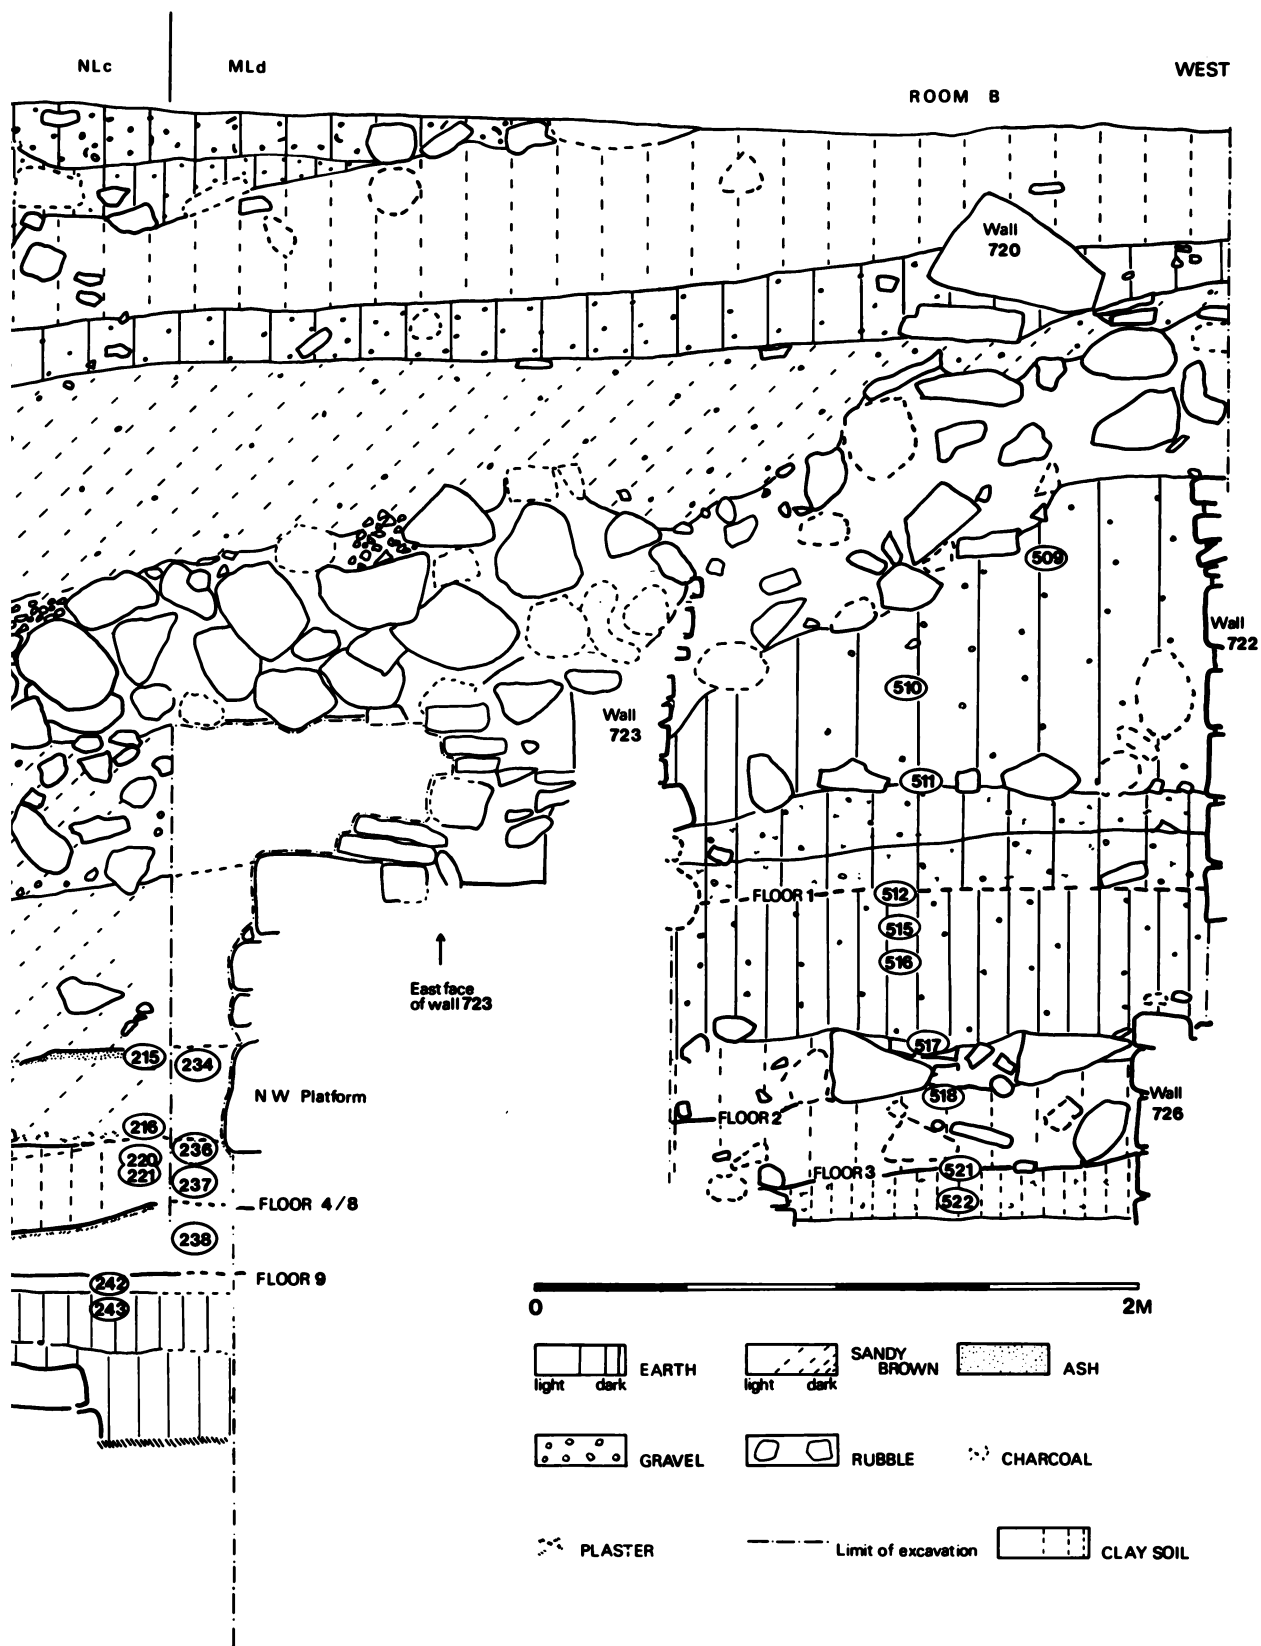 NLc
MLd
WEST
ROOM B
Wall
720
509
Wall
722
510
Wall
723
511
FLOOR 1
512
515
516
East face
of wall 723
517
215
234
NW Platform
518
Wall
726
FLOOR 2
216
236
220
221
237
FLOOR 3
521
522
FLOOR 4/8
238
FLOOR 9
242
243
0
2M
EARTH
light
dark
SANDY
BROWN
light
dark
ASH
GRAVEL
RUBBLE
CHARCOAL
PLASTER
Limit of excavation
CLAY SOIL